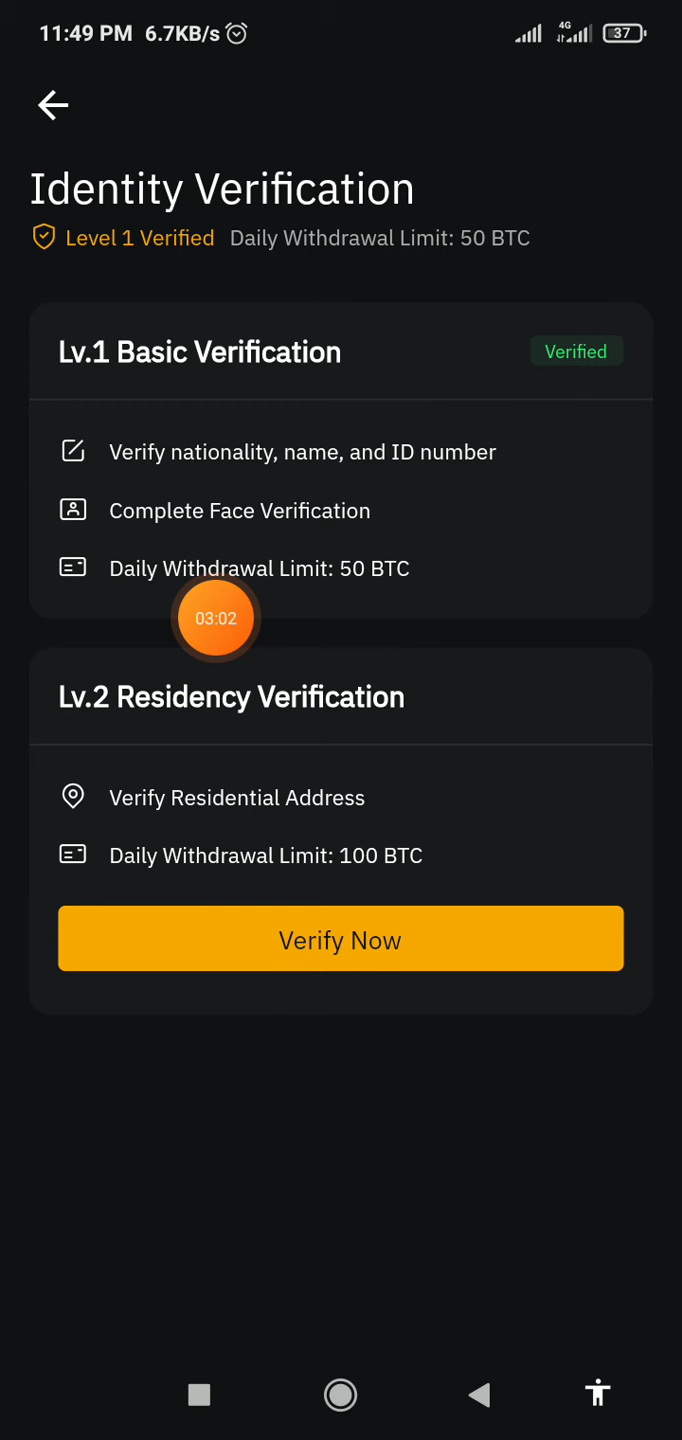 11:49 PM 6.7KB/s 4G 37
Identity Verification
Level 1 Verified Daily Withdrawal Limit: 50 BTC
Lv.1 Basic Verification Verified
Verify nationality, name, and ID number
Complete Face Verification
Daily Withdrawal Limit: 50 BTC
03:02
Lv.2 Residency Verification
Verify Residential Address
Daily Withdrawal Limit: 100 BTC
Verify Now